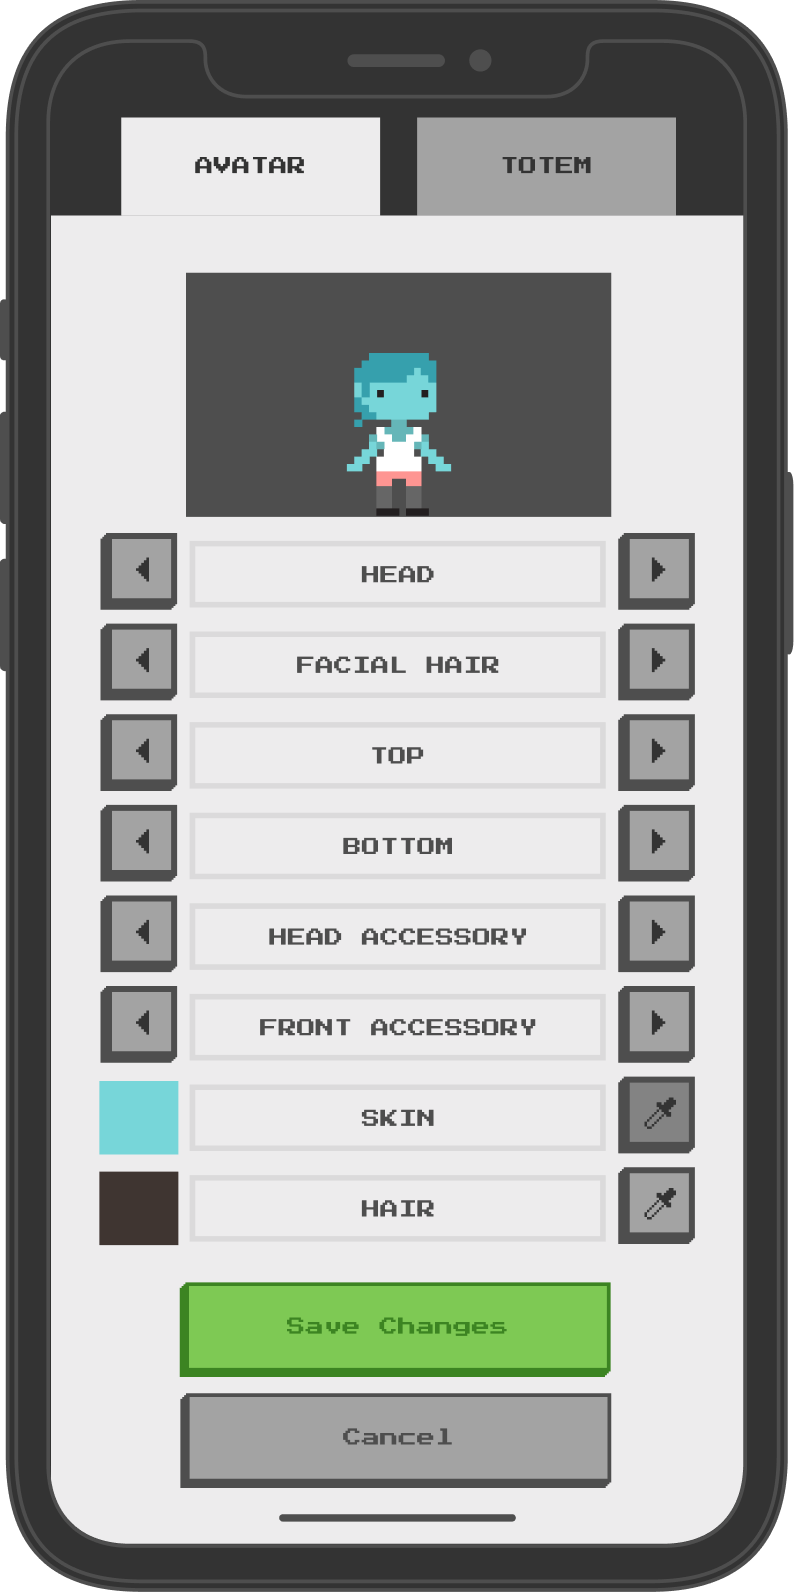 AVATAR
TOTEM
HEAD
FACIAL HAIR
TOP
BOTTOM
HEAD ACCESSORY
FRONT ACCESSORY
SKIN
HAIR
Save Changes
Cancel